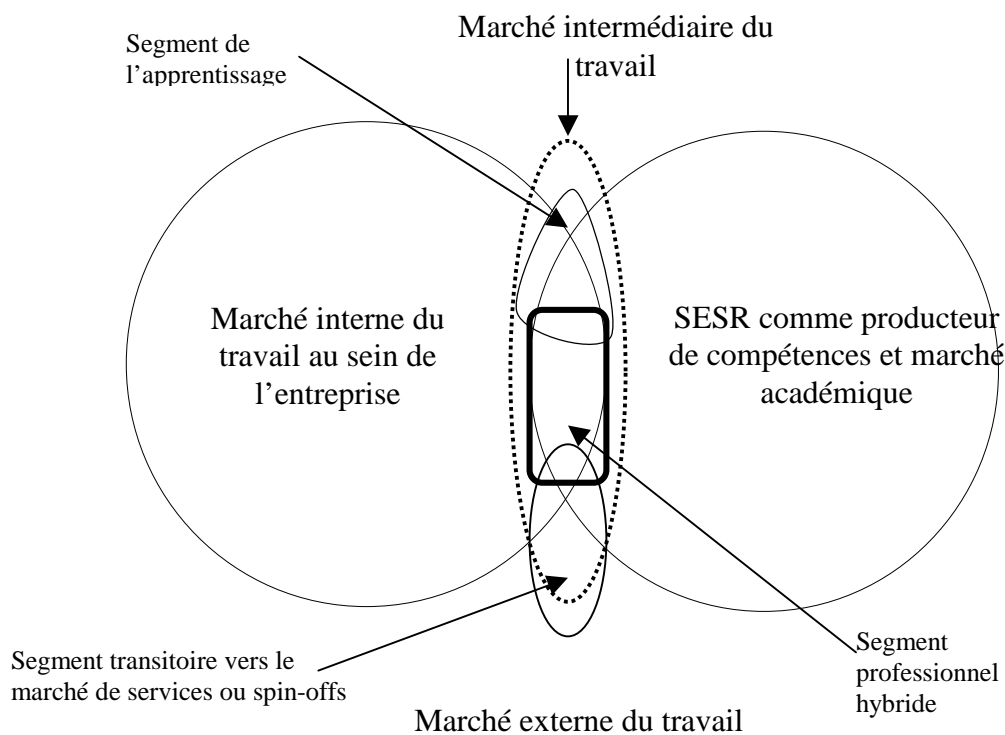 Segment de
l’apprentissage
Marché intermédiaire du
travail
Marché interne du
travail au sein de
l’entreprise
SESR comme producteur
de compétences et marché
académique
Segment transitoire vers le
marché de services ou spin-offs
Segment
professionnel
hybride
Marché externe du travail